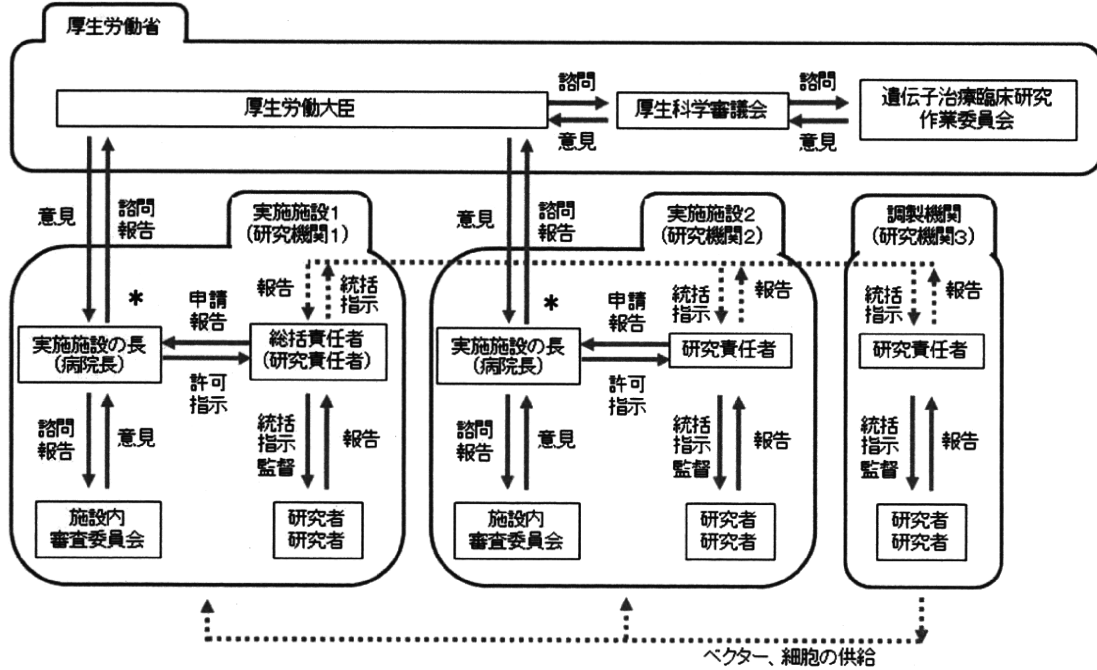 厚生労働省
厚生労働大臣
諮問
意見
厚生科学審議会
諮問
意見
遺伝子治療臨床研究
作業委員会
意見
諮問
報告
実施施設1
(研究機関1)
意見
諮問
報告
実施施設2
(研究機関2)
調製機関
(研究機関3)
*
申請
報告
報告
統括
指示
実施施設の長
(病院長)
許可
指示
総括責任者
(研究責任者)
諮問
報告
意見
統括
指示
監督
報告
施設内
審査委員会
研究者
研究者
*
申請
報告
統括
指示
報告
実施施設の長
(病院長)
許可
指示
研究責任者
諮問
報告
意見
統括
指示
監督
報告
施設内
審査委員会
研究者
研究者
統括
指示
報告
研究責任者
統括
指示
監督
報告
研究者
研究者
ベクター、細胞の供給